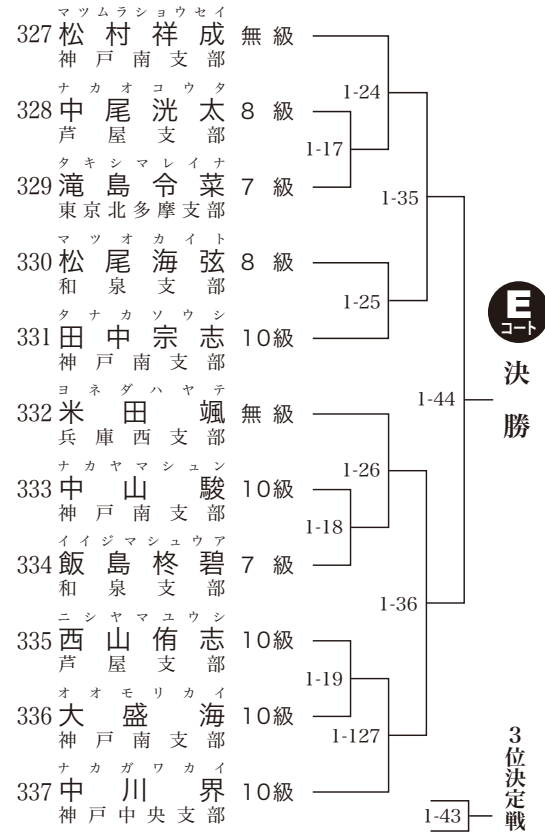 マツムラショウセイ
327 松村祥成 無級
神戸南支部
ナカオコウタ
328 中尾洸太 8級
芦屋支部
タキシマレイナ
329 滝島令菜 7級
東京北多摩支部
マツオカイト
330 松尾海弦 8級
和泉支部
タナカソウシ
331 田中宗志 10級
神戸南支部
ヨネダハヤテ
332 米田颯 無級
兵庫西支部
ナカヤマシュン
333 中山駿 10級
神戸南支部
イイジマシュウア
334 飯島柊碧 7級
和泉支部
ニシヤマユウシ
335 西山侑志 10級
芦屋支部
オオモリカイ
336 大盛海 10級
神戸南支部
ナカガワカイ
337 中川界 10級
神戸中央支部
1-24
1-17
1-35
1-25
1-44
1-26
1-18
1-36
1-19
1-127
1-43
E
コート
決勝
3位決定戦